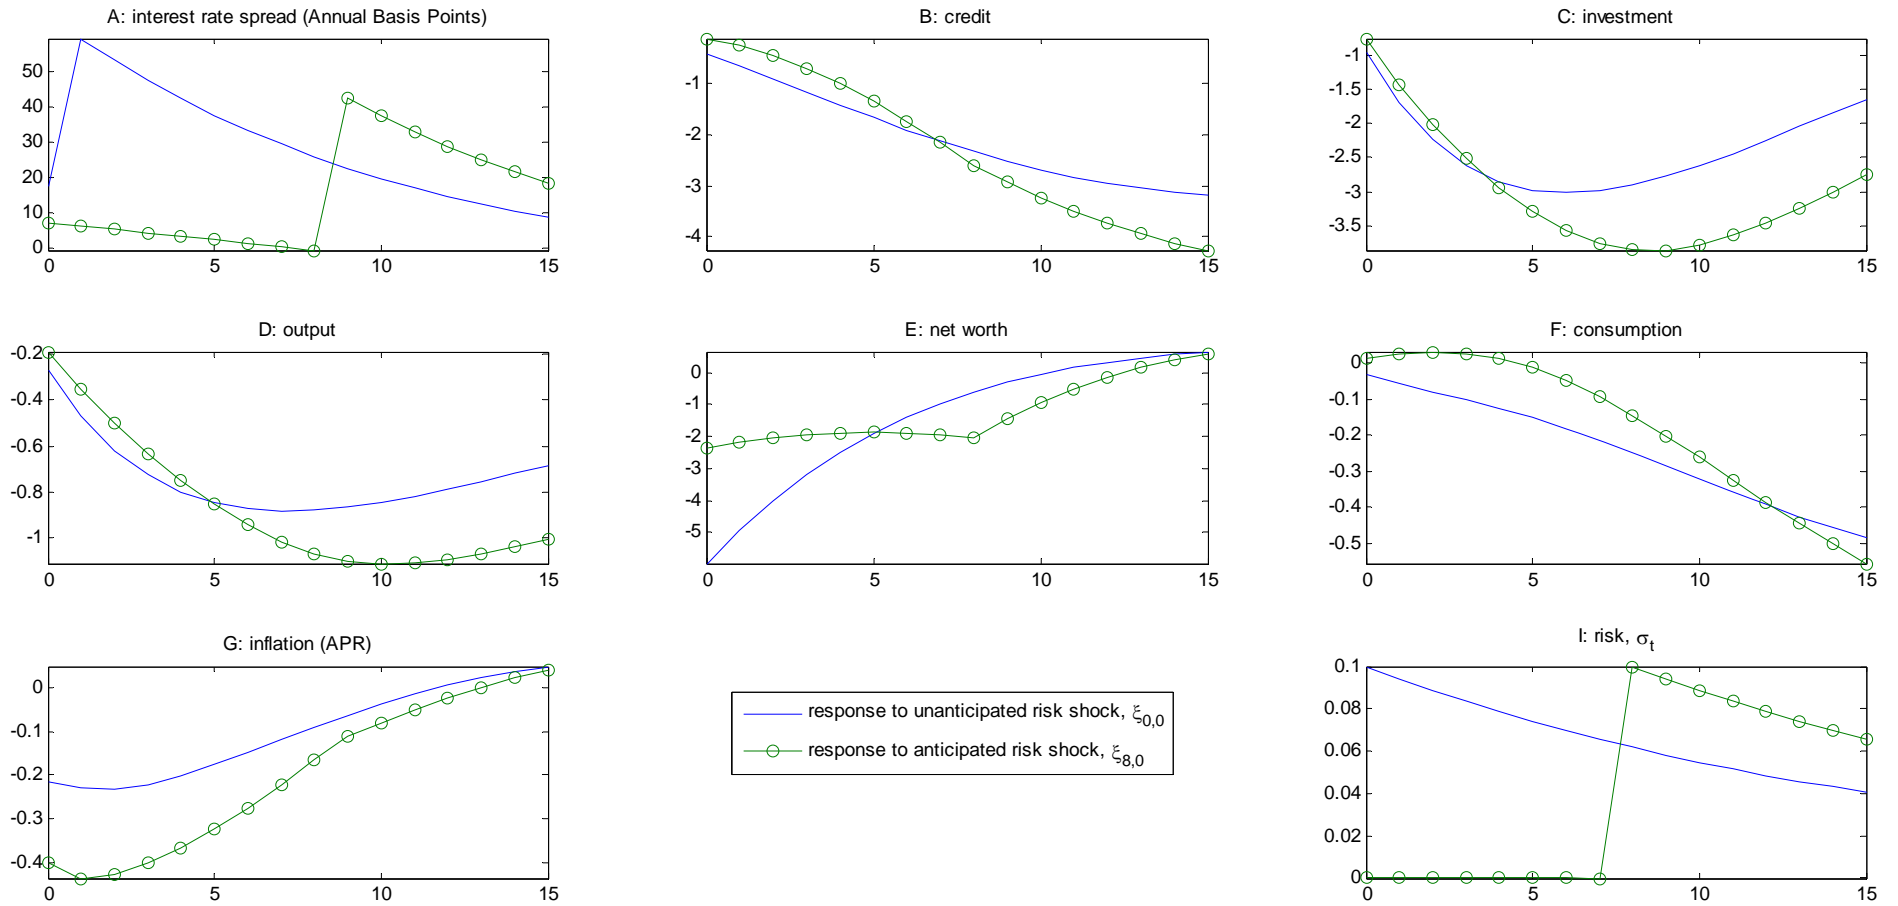 A: interest rate spread (Annual Basis Points)
50
40
30
20
10
0
0 5 10 15
B: credit
-1
-2
-3
-4
0 5 10 15
C: investment
-1
-1.5
-2
-2.5
-3
-3.5
0 5 10 15
D: output
-0.2
-0.4
-0.6
-0.8
-1
0 5 10 15
E: net worth
0
-1
-2
-3
-4
-5
0 5 10 15
F: consumption
0
-0.1
-0.2
-0.3
-0.4
-0.5
0 5 10 15
G: inflation (APR)
0
-0.1
-0.2
-0.3
-0.4
0 5 10 15
response to unanticipated risk shock, ξ0,0
response to anticipated risk shock, ξ8,0
I: risk, σt
0.1
0.08
0.06
0.04
0.02
0
0 5 10 15